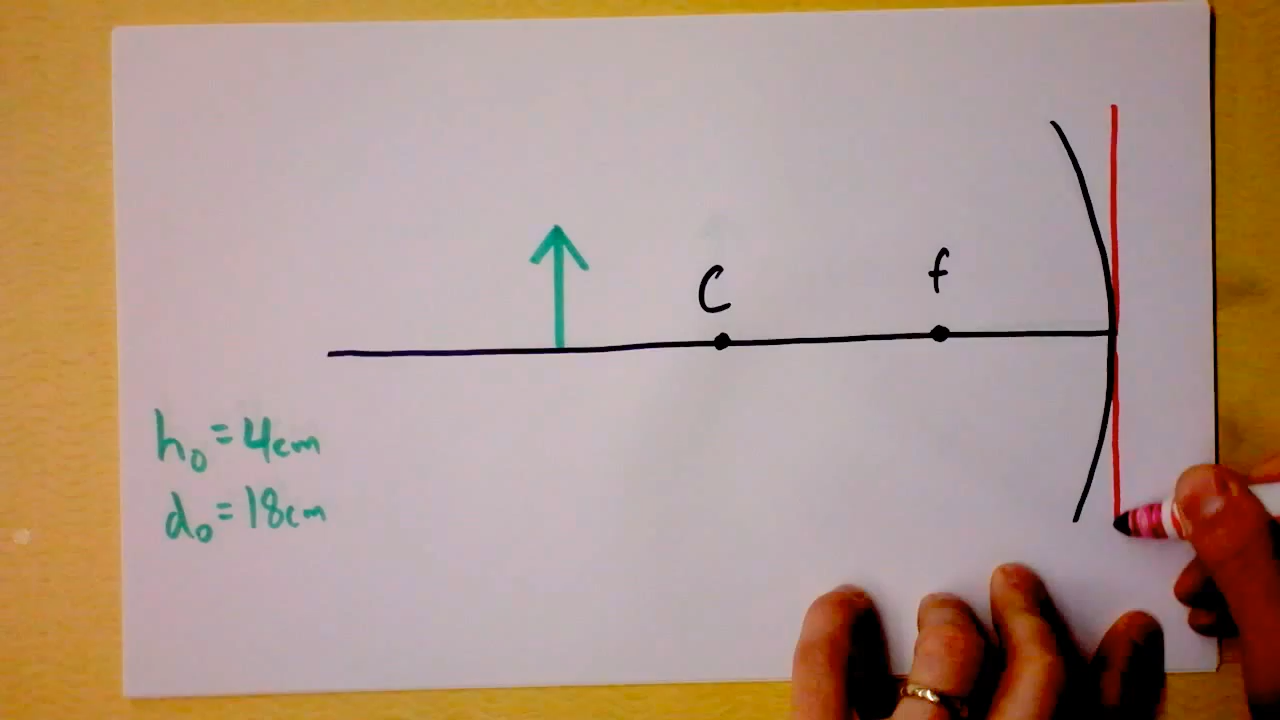 C
f
h₀ = 4cm
d₀ = 18cm